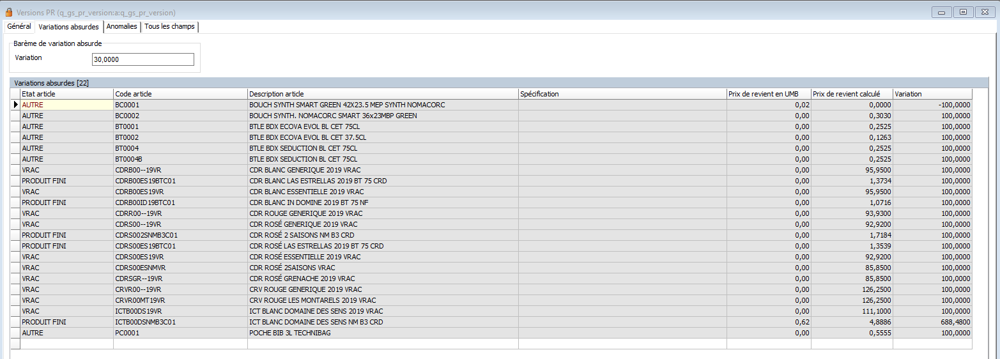 Versions PR (q_gs_pr_version:a:q_gs_pr_version)
Général Variations absurdes Anomalies Tous les champs
Barème de variation absurde
Variation 30,0000
Variations absurdes [22]
Etat article Code article Description article Spécification Prix de revient en UMB Prix de revient calculé Variation
AUTRE BC0001 BOUCH SYNTH SMART GREEN 42X23.5 MEP SYNTH NOMACORC 0,02 0,0000 -100,0000
AUTRE BC0002 BOUCH SYNTH. NOMACORC SMART 36x23MBP GREEN 0,00 0,3030 100,0000
AUTRE BT0001 BTLE BDX ECOVA EVOL BL CET 75CL 0,00 0,2525 100,0000
AUTRE BT0002 BTLE BDX ECOVA EVOL BL CET 37.5CL 0,00 0,1263 100,0000
AUTRE BT0004 BTLE BDX SEDUCTION BL CET 75CL 0,00 0,2525 100,0000
AUTRE BT0004B BTLE BDX SEDUCTION BL CET 75CL 0,00 0,2525 100,0000
VRAC CDRB00--19VR CDR BLANC GENERIQUE 2019 VRAC 0,00 95,9500 100,0000
PRODUIT FINI CDRB00ES19BTC01 CDR BLANC LAS ESTRELLAS 2019 BT 75 CRD 0,00 1,3734 100,0000
VRAC CDRB00ES19VR CDR BLANC ESSENTIELLE 2019 VRAC 0,00 95,9500 100,0000
PRODUIT FINI CDRB00ID19BTC01 CDR BLANC IN DOMINE 2019 BT 75 NF 0,00 1,0716 100,0000
VRAC CDRR00--19VR CDR ROUGE GENERIQUE 2019 VRAC 0,00 93,9300 100,0000
VRAC CDRS00--19VR CDR ROSÉ GENERIQUE 2019 VRAC 0,00 92,9200 100,0000
PRODUIT FINI CDRS002SNMB3C01 CDR ROSÉ 2 SAISONS NM B3 CRD 0,00 1,7184 100,0000
PRODUIT FINI CDRS00ES19BTC01 CDR ROSÉ LAS ESTRELLAS 2019 BT 75 CRD 0,00 1,3539 100,0000
VRAC CDRS00ES19VR CDR ROSÉ ESSENTIELLE 2019 VRAC 0,00 92,9200 100,0000
VRAC CDRS00ESNMVR CDR ROSÉ 2SAISONS VRAC 0,00 85,8500 100,0000
VRAC CDRSGR--19VR CDR ROSÉ GRENACHE 2019 VRAC 0,00 85,8500 100,0000
VRAC CRVR00--19VR CRV ROUGE GENERIQUE 2019 VRAC 0,00 126,2500 100,0000
VRAC CRVR00MT19VR CRV ROUGE LES MONTARELS 2019 VRAC 0,00 126,2500 100,0000
VRAC ICTB00DS19VR ICT BLANC DOMAINE DES SENS 2019 VRAC 0,00 111,1000 100,0000
PRODUIT FINI ICTB00DSNMB3C01 ICT BLANC DOMAINE DES SENS NM B3 CRD 0,62 4,8886 688,4800
AUTRE PC0001 POCHE BIB 3L TECHNIBAG 0,00 0,5555 100,0000